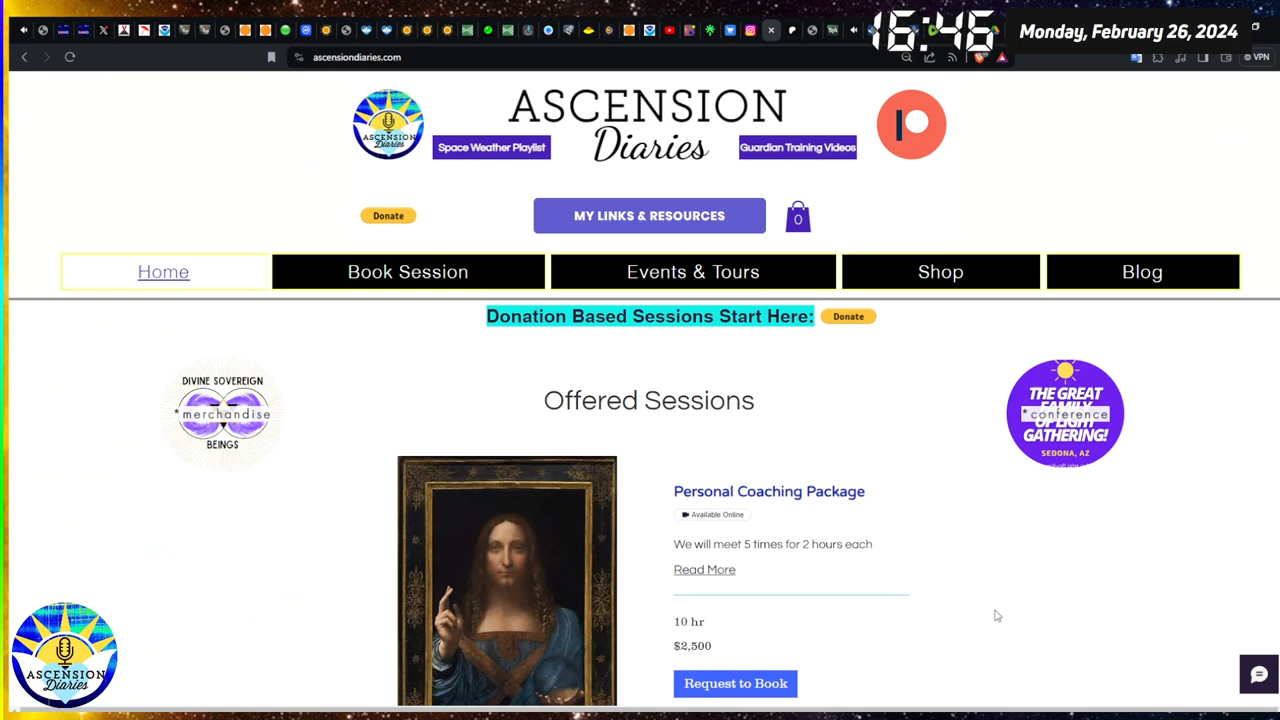 16:46
Monday, February 26, 2024
ascensiondiaries.com
VPN
ASCENSION
Diaries
ASCENSION
Diaries
Space Weather Playlist
Guardian Training Videos
Donate
MY LINKS & RESOURCES
0
Home
Book Session
Events & Tours
Shop
Blog
Donation Based Sessions Start Here:
Donate
DIVINE SOVEREIGN
*merchandise
BEINGS
Offered Sessions
THE GREAT
*conference
GATHERING!
SEDONA, AZ
Personal Coaching Package
Available Online
We will meet 5 times for 2 hours each
Read More
10 hr
$2,500
Request to Book
ASCENSION
Diaries